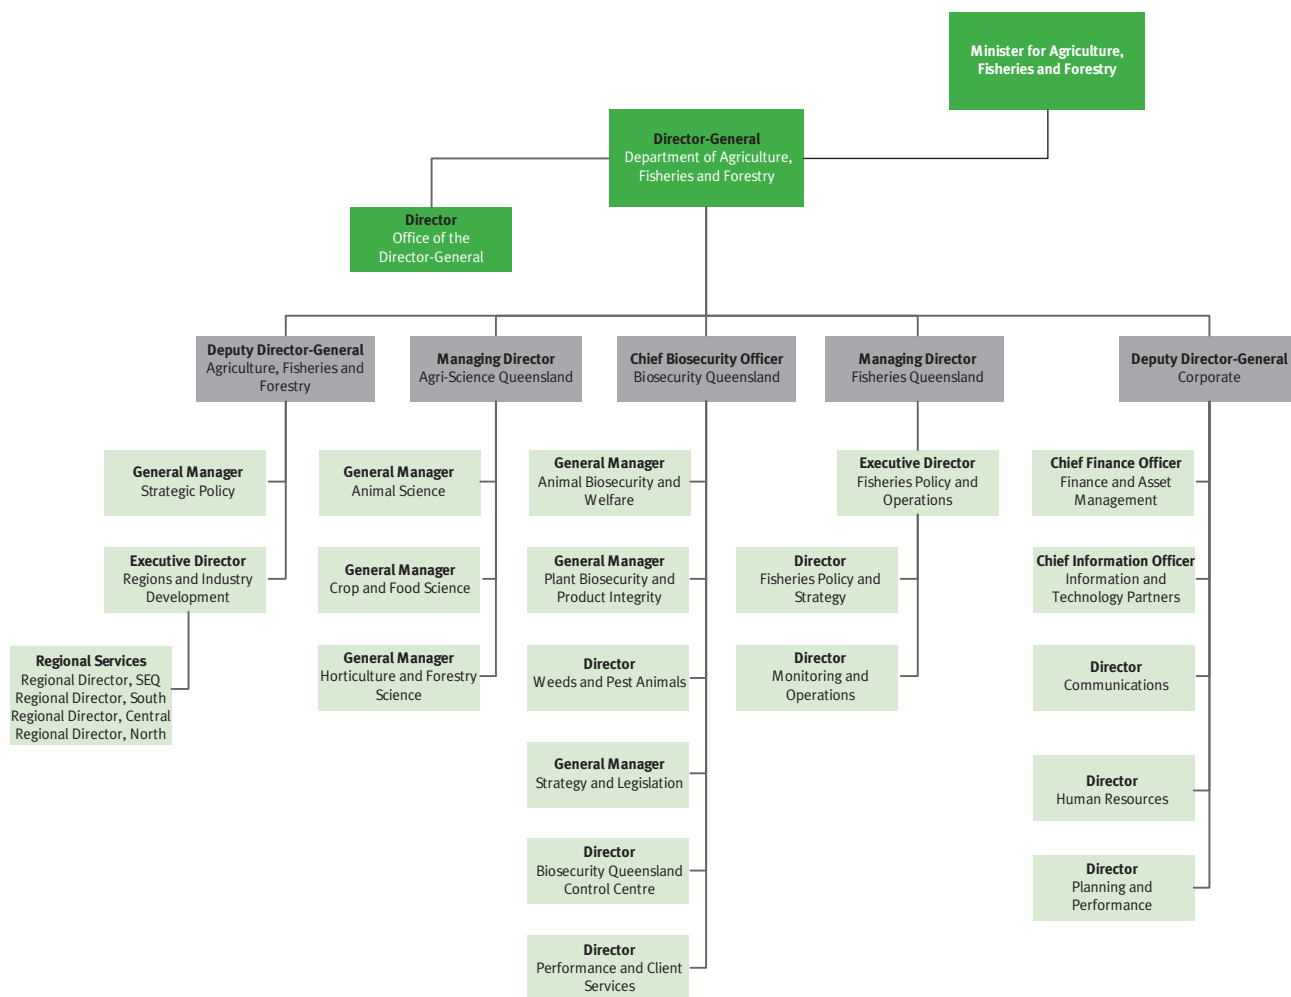 Minister for Agriculture,
Fisheries and Forestry
Director-General
Department of Agriculture,
Fisheries and Forestry
Director
Office of the
Director-General
Deputy Director-General
Agriculture, Fisheries and
Forestry
Managing Director
Agri-Science Queensland
Chief Biosecurity Officer
Biosecurity Queensland
Managing Director
Fisheries Queensland
Deputy Director-General
Corporate
General Manager
Strategic Policy
Executive Director
Regions and Industry
Development
Regional Services
Regional Director, SEQ
Regional Director, South
Regional Director, Central
Regional Director, North
General Manager
Animal Science
General Manager
Crop and Food Science
General Manager
Horticulture and Forestry
Science
General Manager
Animal Biosecurity and
Welfare
General Manager
Plant Biosecurity and
Product Integrity
Director
Weeds and Pest Animals
General Manager
Strategy and Legislation
Director
Biosecurity Queensland
Control Centre
Director
Performance and Client
Services
Executive Director
Fisheries Policy and
Operations
Director
Fisheries Policy and
Strategy
Director
Monitoring and
Operations
Chief Finance Officer
Finance and Asset
Management
Chief Information Officer
Information and
Technology Partners
Director
Communications
Director
Human Resources
Director
Planning and
Performance